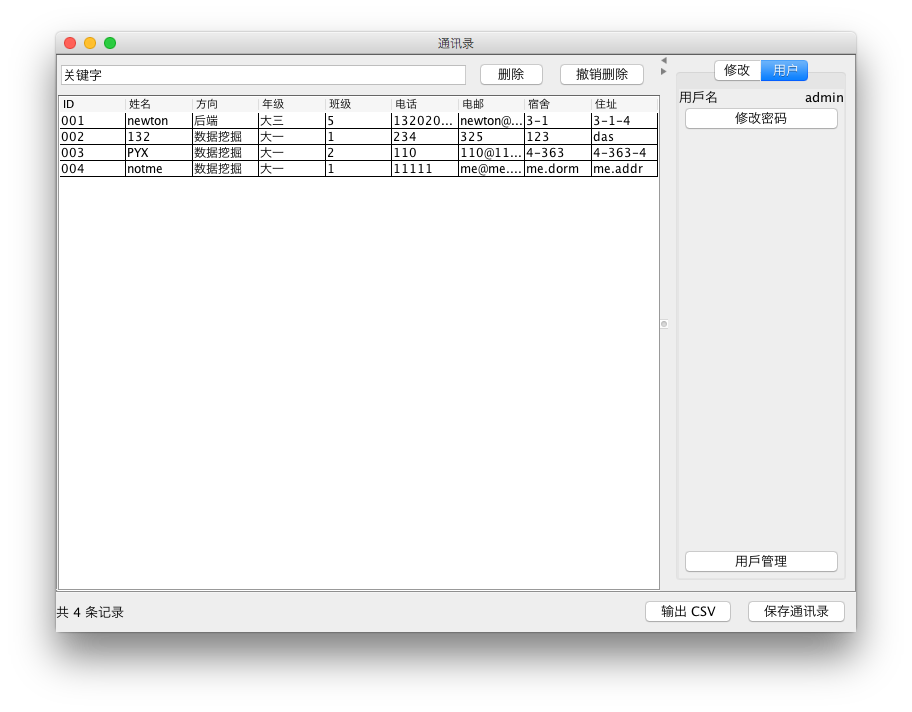 通讯录
关键字 删除 撤销删除 修改 用户
用戶名 admin
修改密码
ID 姓名 方向 年级 班级 电话 电邮 宿舍 住址
001 newton 后端 大三 5 132020... newton@... 3-1 3-1-4
002 132 数据挖掘 大一 1 234 325 123 das
003 PYX 数据挖掘 大一 2 110 110@11... 4-363 4-363-4
004 notme 数据挖掘 大一 1 11111 me@me.... me.dorm me.addr
用戶管理
共 4 条记录 输出 CSV 保存通讯录